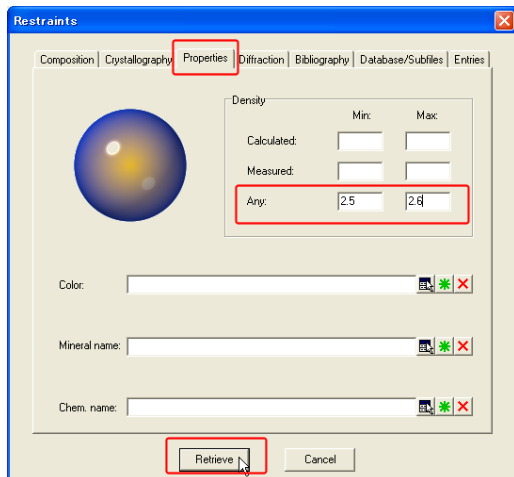 Restraints
Composition Crystallography Properties Diffraction Bibliography Database/Subfiles Entries
Density
Min: Max:
Calculated:
Measured:
Any: 2.5 2.6
Color:
Mineral name:
Chem. name:
Retrieve Cancel